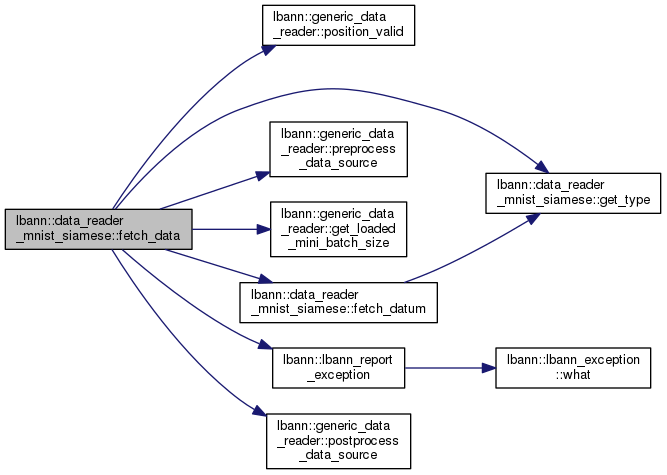 lbann::generic_data
_reader::position_valid
lbann::generic_data
_reader::preprocess
_data_source
lbann::data_reader
_mnist_siamese::get_type
lbann::data_reader
_mnist_siamese::fetch_data
lbann::generic_data
_reader::get_loaded
_mini_batch_size
lbann::data_reader
_mnist_siamese::fetch_datum
lbann::lbann_report
_exception
lbann::lbann_exception
::what
lbann::generic_data
_reader::postprocess
_data_source